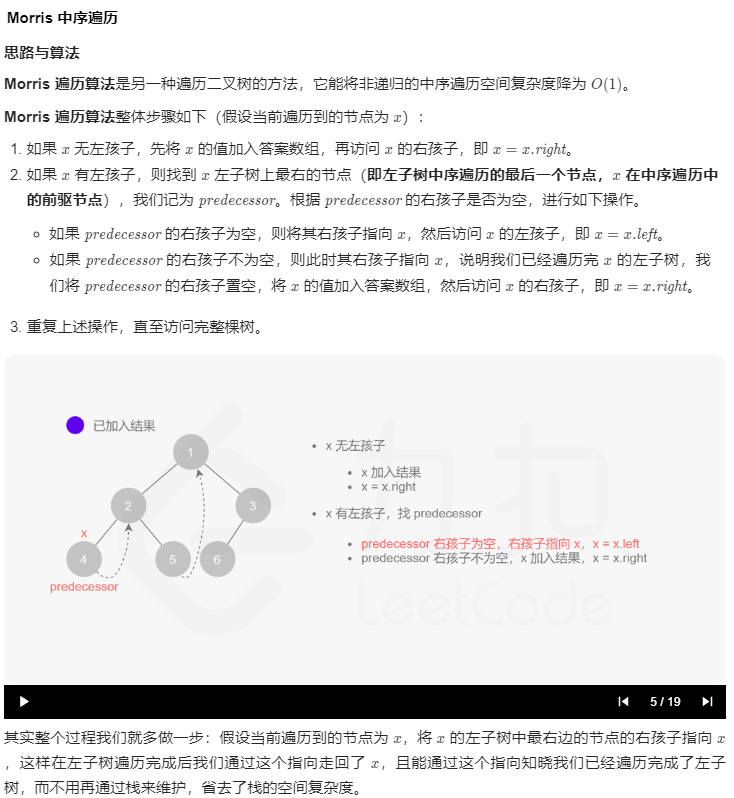 Morris 中序遍历
思路与算法
Morris 遍历算法是另一种遍历二叉树的方法，它能将非递归的中序遍历空间复杂度降为 O(1)。
Morris 遍历算法整体步骤如下（假设当前遍历到的节点为 x）：
1. 如果 x 无左孩子，先将 x 的值加入答案数组，再访问 x 的右孩子，即 x = x.right。
2. 如果 x 有左孩子，则找到 x 左子树上最右的节点（即左子树中序遍历的最后一个节点，x 在中序遍历中
的前驱节点），我们记为 predecessor。根据 predecessor 的右孩子是否为空，进行如下操作。
○ 如果 predecessor 的右孩子为空，则将其右孩子指向 x，然后访问 x 的左孩子，即 x = x.left。
○ 如果 predecessor 的右孩子不为空，则此时其右孩子指向 x，说明我们已经遍历完 x 的左子树，我
们将 predecessor 的右孩子置空，将 x 的值加入答案数组，然后访问 x 的右孩子，即 x = x.right。
3. 重复上述操作，直至访问完整棵树。
已加入结果
1
2
3
x
4
5
6
predecessor
• x 无左孩子
• x 加入结果
• x = x.right
• x 有左孩子，找 predecessor
• predecessor 右孩子为空，右孩子指向 x，x = x.left
• predecessor 右孩子不为空，x 加入结果，x = x.right
力扣
LeetCode
5 / 19
其实整个过程我们就多做一步：假设当前遍历到的节点为 x，将 x 的左子树中最右边的节点的右孩子指向 x
，这样在左子树遍历完成后我们通过这个指向走回了 x，且能通过这个指向知晓我们已经遍历完成了左子
树，而不用再通过栈来维护，省去了栈的空间复杂度。